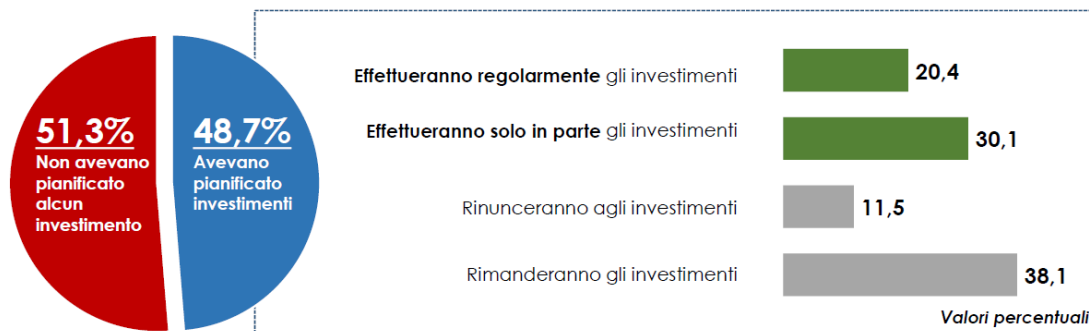 51,3%
Non avevano
pianificato
alcun
investimento
48,7%
Avevano
pianificato
investimenti
Effettueranno regolarmente gli investimenti
20,4
Effettueranno solo in parte gli investimenti
30,1
Rinunceranno agli investimenti
11,5
Rimanderanno gli investimenti
38,1
Valori percentuali